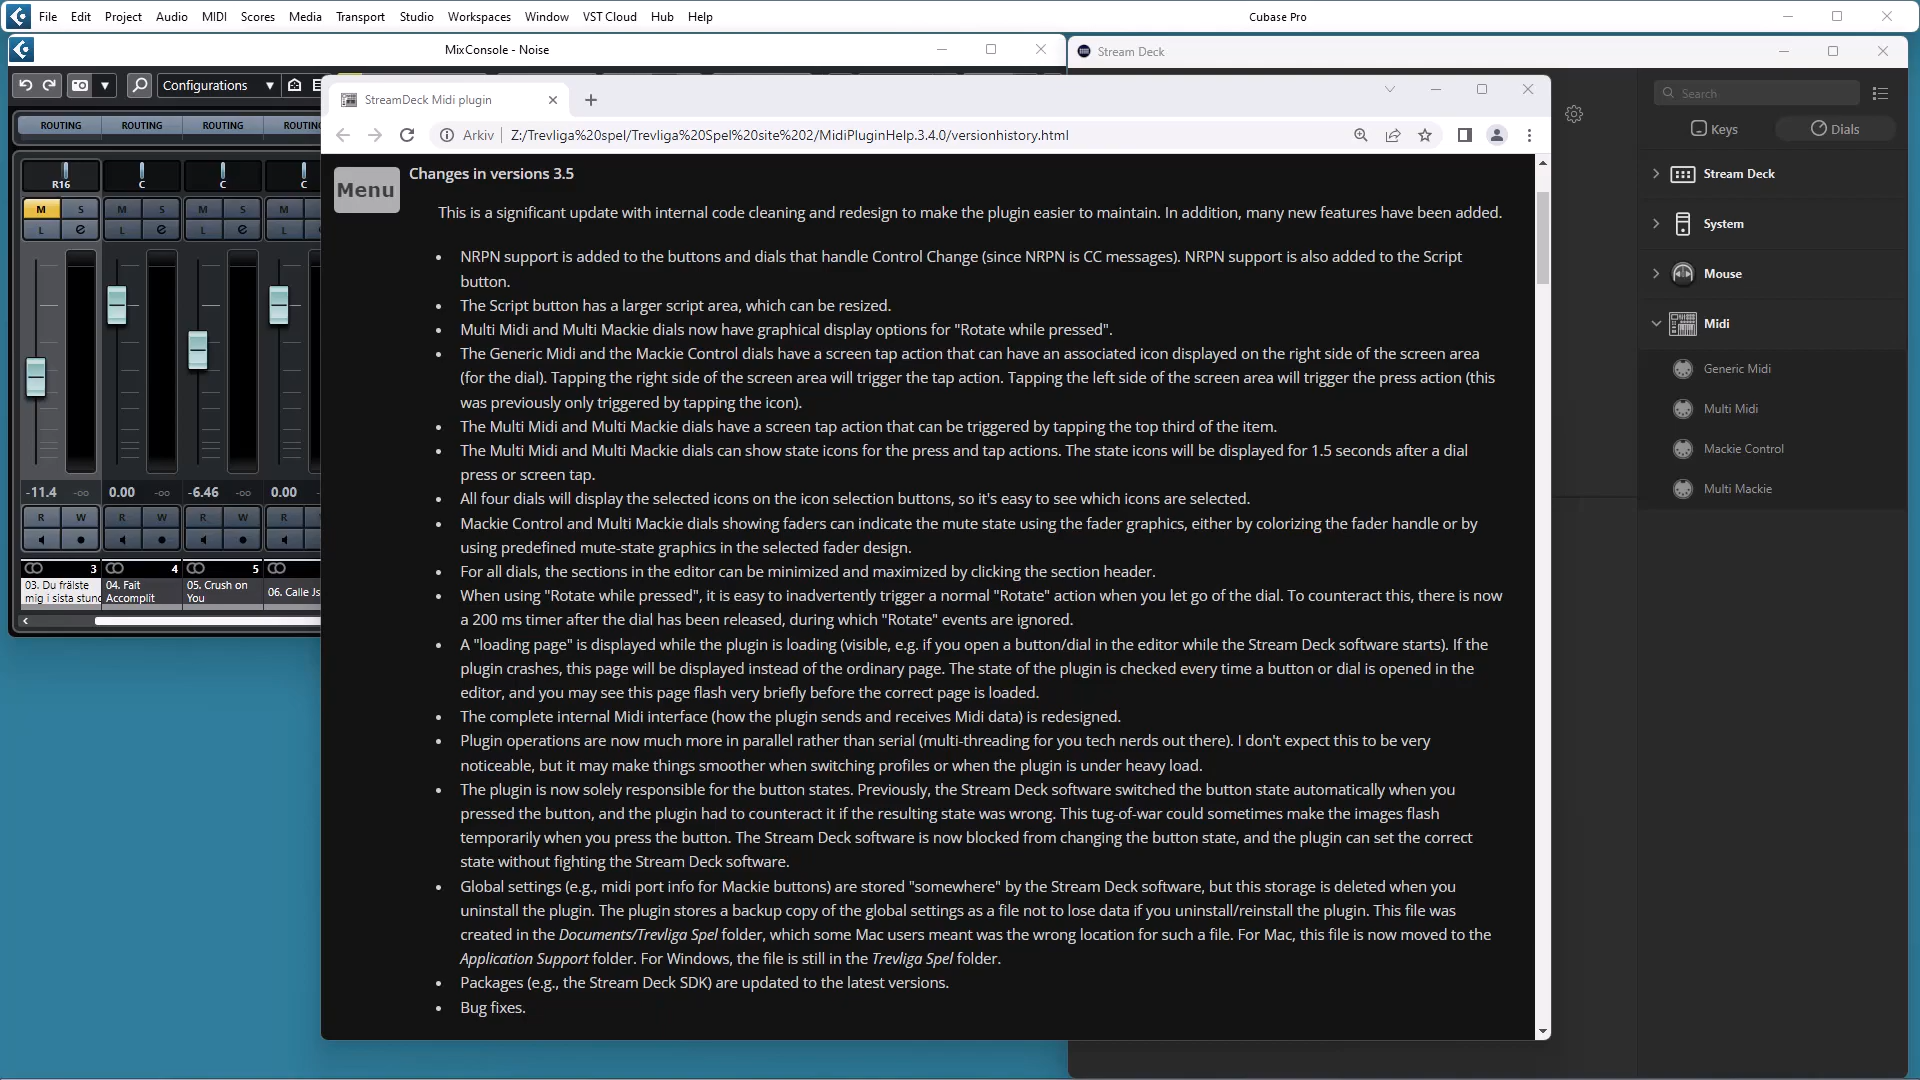 File Edit Project Audio MIDI Scores Media Transport Studio Workspaces Window VST Cloud Hub Help
Cubase Pro
MixConsole - Noise
Configurations
ROUTING ROUTING ROUTING
R16 C C C
M S M S M S M
L e L e L e L
-11.4 -oo 0.00 -oo -6.46 -oo 0.00
R W R W R W R
3 4 5
03. Du frälste
mig i sista stund
04. Fait
Accomplit
05. Crush on
You
06. Calle Js
StreamDeck Midi plugin
Arkiv
Z:/Trevliga%20spel/Trevliga%20Spel%20site%202/MidiPluginHelp.3.4.0/versionhistory.html
Menu
Changes in versions 3.5
This is a significant update with internal code cleaning and redesign to make the plugin easier to maintain. In addition, many new features have been added.
• NRPN support is added to the buttons and dials that handle Control Change (since NRPN is CC messages). NRPN support is also added to the Script
button.
• The Script button has a larger script area, which can be resized.
• Multi Midi and Multi Mackie dials now have graphical display options for "Rotate while pressed".
• The Generic Midi and the Mackie Control dials have a screen tap action that can have an associated icon displayed on the right side of the screen area
(for the dial). Tapping the right side of the screen area will trigger the tap action. Tapping the left side of the screen area will trigger the press action (this
was previously only triggered by tapping the icon).
• The Multi Midi and Multi Mackie dials have a screen tap action that can be triggered by tapping the top third of the item.
• The Multi Midi and Multi Mackie dials can show state icons for the press and tap actions. The state icons will be displayed for 1.5 seconds after a dial
press or screen tap.
• All four dials will display the selected icons on the icon selection buttons, so it's easy to see which icons are selected.
• Mackie Control and Multi Mackie dials showing faders can indicate the mute state using the fader graphics, either by colorizing the fader handle or by
using predefined mute-state graphics in the selected fader design.
• For all dials, the sections in the editor can be minimized and maximized by clicking the section header.
• When using "Rotate while pressed", it is easy to inadvertently trigger a normal "Rotate" action when you let go of the dial. To counteract this, there is now
a 200 ms timer after the dial has been released, during which "Rotate" events are ignored.
• A "loading page" is displayed while the plugin is loading (visible, e.g. if you open a button/dial in the editor while the Stream Deck software starts). If the
plugin crashes, this page will be displayed instead of the ordinary page. The state of the plugin is checked every time a button or dial is opened in the
editor, and you may see this page flash very briefly before the correct page is loaded.
• The complete internal Midi interface (how the plugin sends and receives Midi data) is redesigned.
• Plugin operations are now much more in parallel rather than serial (multi-threading for you tech nerds out there). I don't expect this to be very
noticeable, but it may make things smoother when switching profiles or when the plugin is under heavy load.
• The plugin is now solely responsible for the button states. Previously, the Stream Deck software switched the button state automatically when you
pressed the button, and the plugin had to counteract it if the resulting state was wrong. This tug-of-war could sometimes make the images flash
temporarily when you press the button. The Stream Deck software is now blocked from changing the button state, and the plugin can set the correct
state without fighting the Stream Deck software.
• Global settings (e.g., midi port info for Mackie buttons) are stored "somewhere" by the Stream Deck software, but this storage is deleted when you
uninstall the plugin. The plugin stores a backup copy of the global settings as a file not to lose data if you uninstall/reinstall the plugin. This file was
created in the Documents/Trevliga Spel folder, which some Mac users meant was the wrong location for such a file. For Mac, this file is now moved to the
Application Support folder. For Windows, the file is still in the Trevliga Spel folder.
• Packages (e.g., the Stream Deck SDK) are updated to the latest versions.
• Bug fixes.
Stream Deck
Search
Keys Dials
Stream Deck
System
Mouse
Midi
Generic Midi
Multi Midi
Mackie Control
Multi Mackie